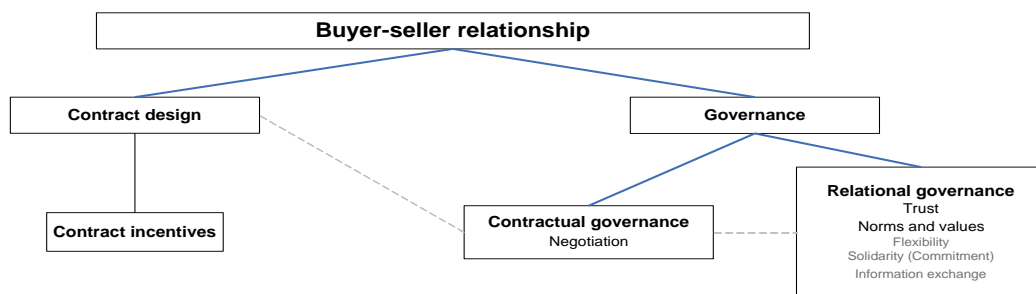 Buyer-seller relationship
Contract design
Governance
Contract incentives
Contractual governance
Negotiation
Relational governance
Trust
Norms and values
Flexibility
Solidarity (Commitment)
Information exchange